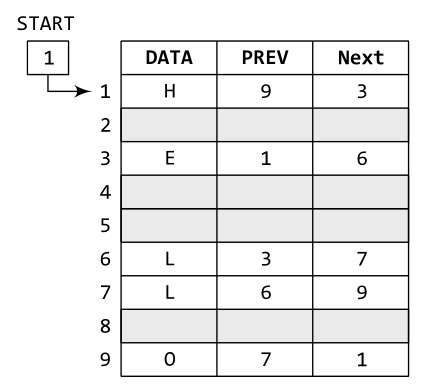 START
1
DATA PREV Next
1 H 9 3
2
3 E 1 6
4
5
6 L 3 7
7 L 6 9
8
9 O 7 1